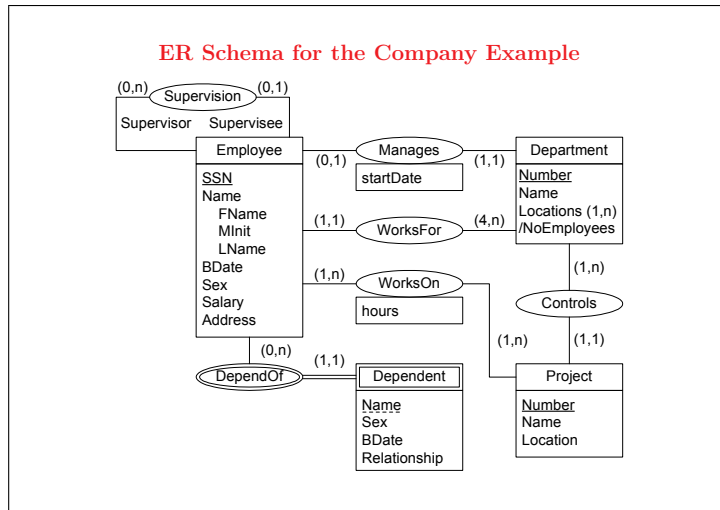 ER Schema for the Company Example
(0,n) Supervision (0,1)
Supervisor Supervisee
Employee
SSN
Name
FName
MInit
LName
BDate
Sex
Salary
Address
(0,1) Manages (1,1)
startDate
Department
Number
Name
Locations (1,n)
/NoEmployees
(1,1) WorksFor (4,n)
(1,n) WorksOn
hours
(1,n)
(1,n)
Controls
(1,1)
(0,n)
DependOf
(1,1)
Dependent
Name
Sex
BDate
Relationship
Project
Number
Name
Location